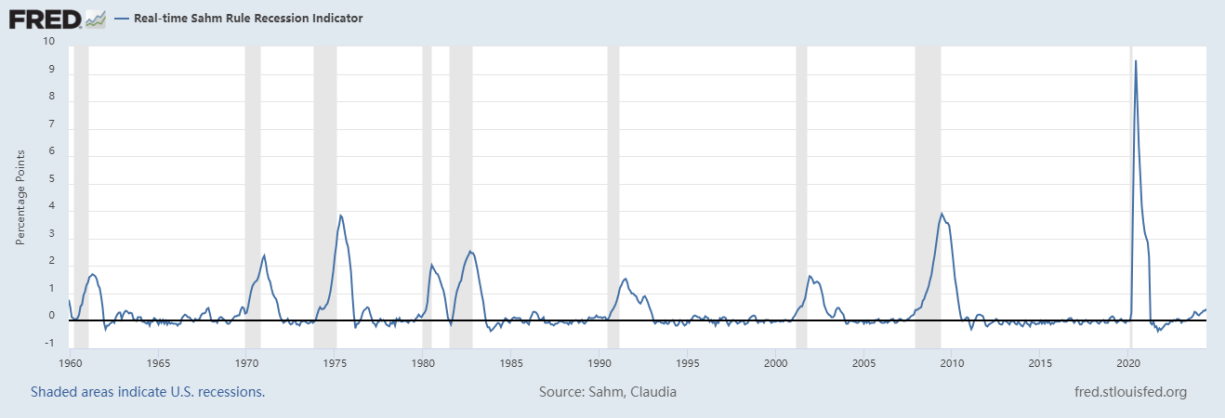 FRED
Real-time Sahm Rule Recession Indicator
10
9
8
7
6
5
4
3
2
1
0
-1
Percentage Points
1960 1965 1970 1975 1980 1985 1990 1995 2000 2005 2010 2015 2020
Shaded areas indicate U.S. recessions. Source: Sahm, Claudia fred.stlouisfed.org